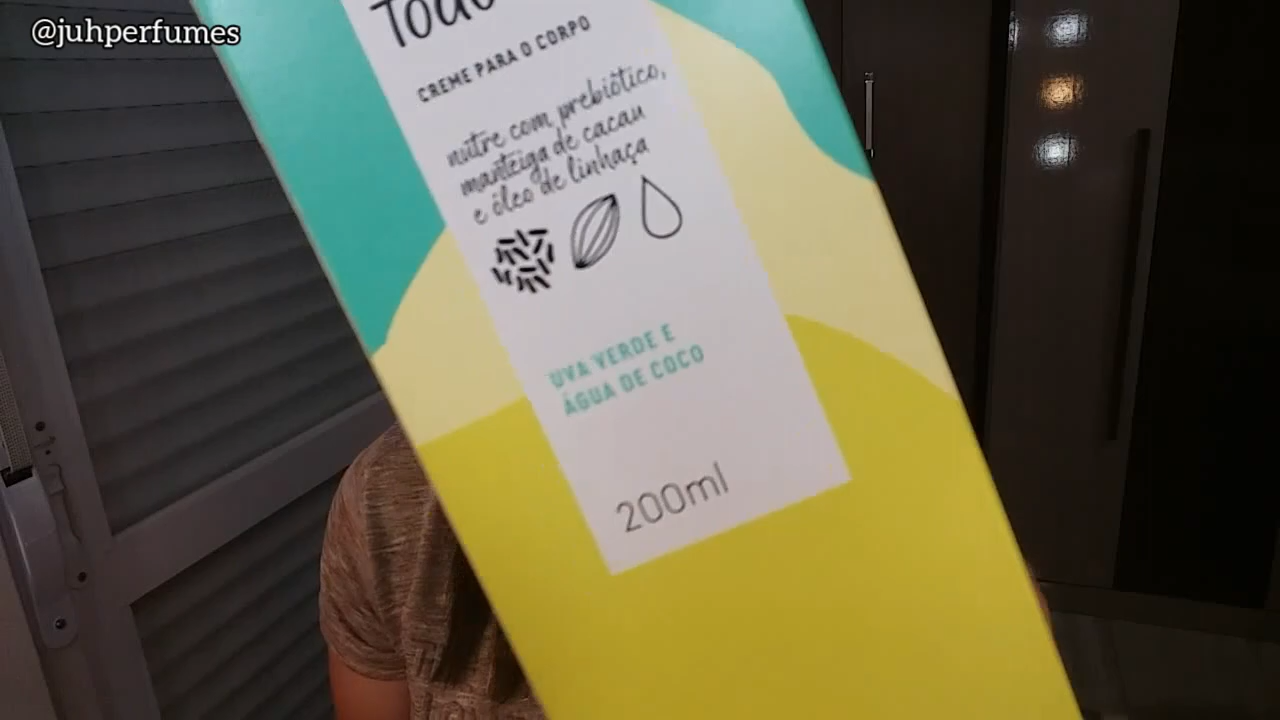 @juhperfumes
CREME PARA O CORPO
nutre com prebiótico,
manteiga de cacau
e óleo de linhaça
UVA VERDE E
ÁGUA DE COCO
200ml